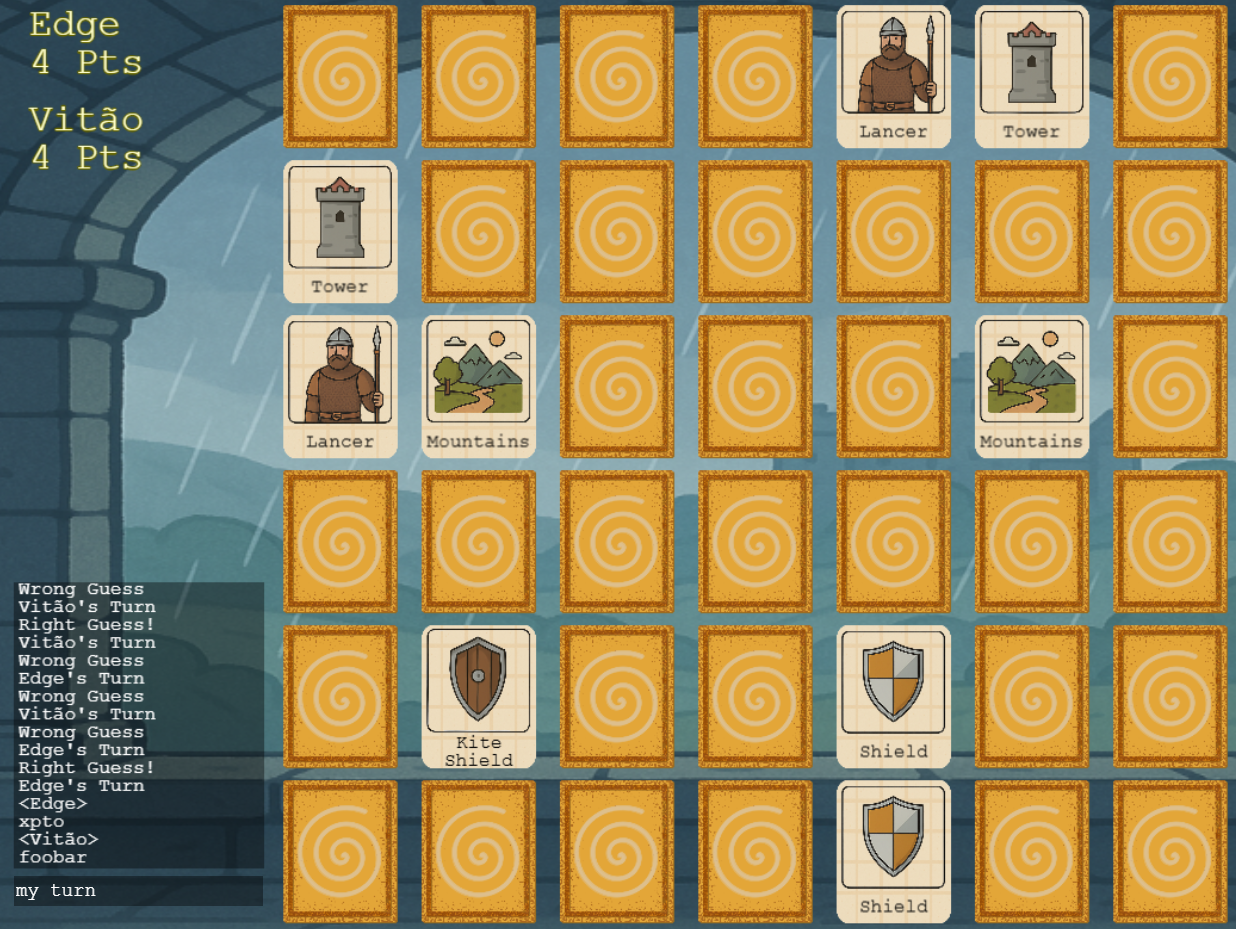 Edge
4 Pts
Vitão
4 Pts
Lancer
Tower
Tower
Lancer
Mountains
Mountains
Kite
Shield
Shield
Shield
Wrong Guess
Vitão's Turn
Right Guess!
Vitão's Turn
Wrong Guess
Edge's Turn
Wrong Guess
Vitão's Turn
Wrong Guess
Edge's Turn
Right Guess!
Edge's Turn
<Edge>
xpto
<Vitão>
foobar
my turn